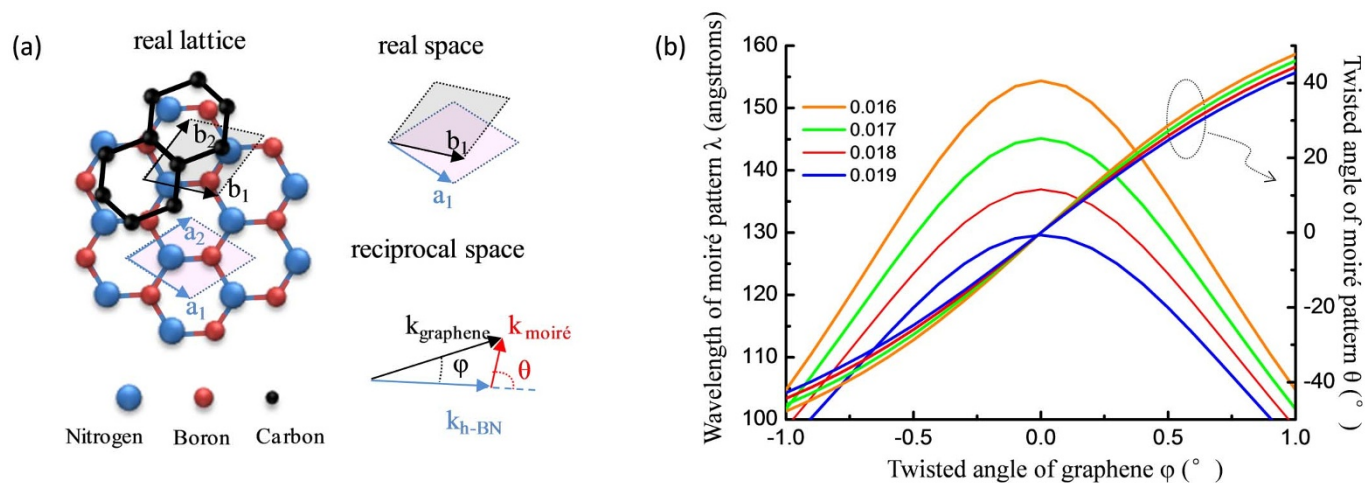 (a)
real lattice
b2
b1
a2
a1
Nitrogen Boron Carbon
real space
b1
a1
reciprocal space
kgraphene
kmoiré
φ
θ
kh-BN
(b)
Wavelength of moiré pattern λ (angstroms)
160
150
140
130
120
110
100
0.016
0.017
0.018
0.019
-1.0 -0.5 0.0 0.5 1.0
Twisted angle of graphene φ (°)
40
20
0
-20
-40
Twisted angle of moiré pattern θ (°)